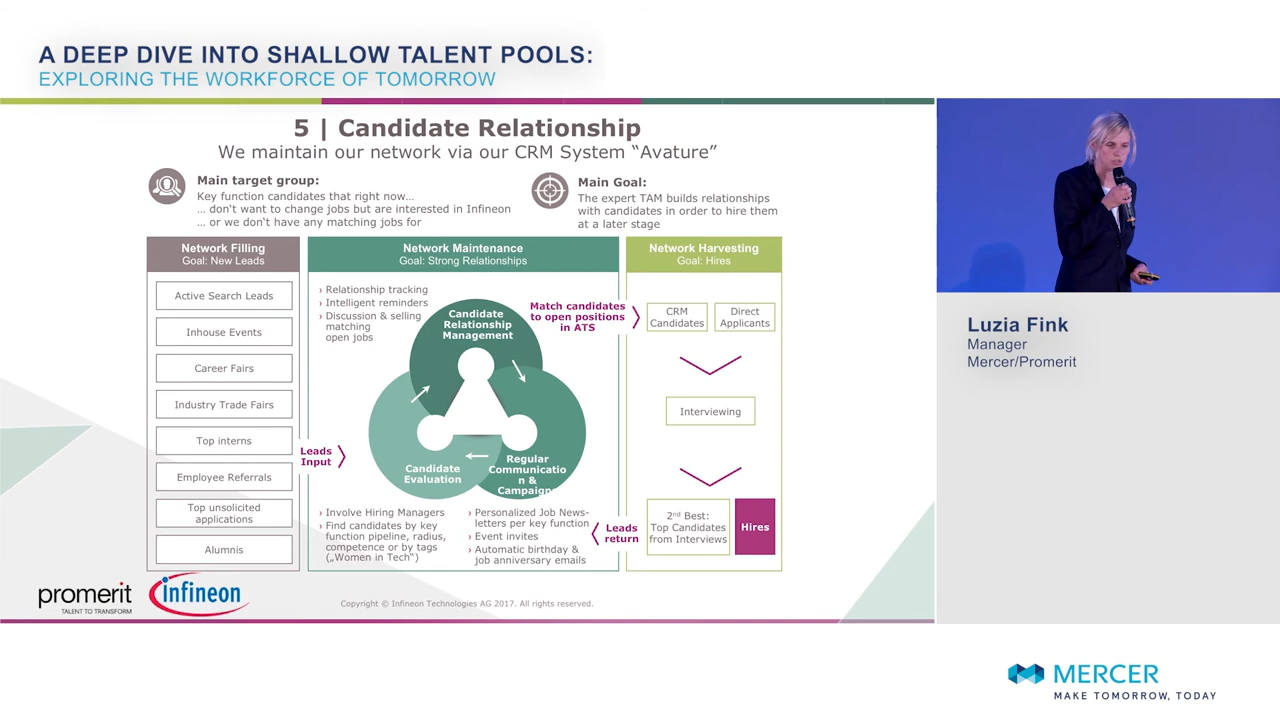 A DEEP DIVE INTO SHALLOW TALENT POOLS:
EXPLORING THE WORKFORCE OF TOMORROW
5 | Candidate Relationship
We maintain our network via our CRM System “Avature”
Main target group:
Key function candidates that right now…
… don‘t want to change jobs but are interested in Infineon
… or we don‘t have any matching jobs for
Main Goal:
The expert TAM builds relationships
with candidates in order to hire them
at a later stage
Network Filling
Goal: New Leads
Active Search Leads
Inhouse Events
Career Fairs
Industry Trade Fairs
Top interns
Employee Referrals
Top unsolicited
applications
Alumnis
Leads
Input
Network Maintenance
Goal: Strong Relationships
› Relationship tracking
› Intelligent reminders
› Discussion & selling
matching
open jobs
Candidate
Relationship
Management
Candidate
Evaluation
Regular
Communicatio
n &
Campaign
› Involve Hiring Managers
› Find candidates by key
function pipeline, radius,
competence or by tags
(„Women in Tech“)
› Personalized Job News-
letters per key function
› Event invites
› Automatic birthday &
job anniversary emails
Match candidates
to open positions
in ATS
Leads
return
Network Harvesting
Goal: Hires
CRM
Candidates
Direct
Applicants
Interviewing
2nd Best:
Top Candidates
from Interviews
Hires
promerit
TALENT TO TRANSFORM
infineon
Copyright © Infineon Technologies AG 2017. All rights reserved.
Luzia Fink
Manager
Mercer/Promerit
MERCER
MAKE TOMORROW, TODAY